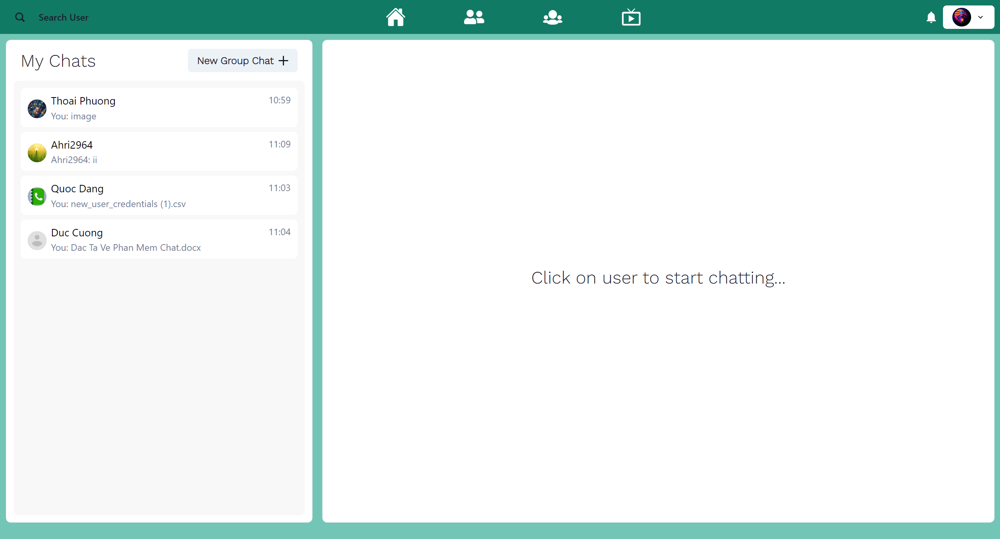 Search User
My Chats
New Group Chat
Thoai Phuong
10:59
You: image
Ahri2964
11:09
Ahri2964: ii
Quoc Dang
11:03
You: new_user_credentials (1).csv
Duc Cuong
11:04
You: Dac Ta Ve Phan Mem Chat.docx
Click on user to start chatting...